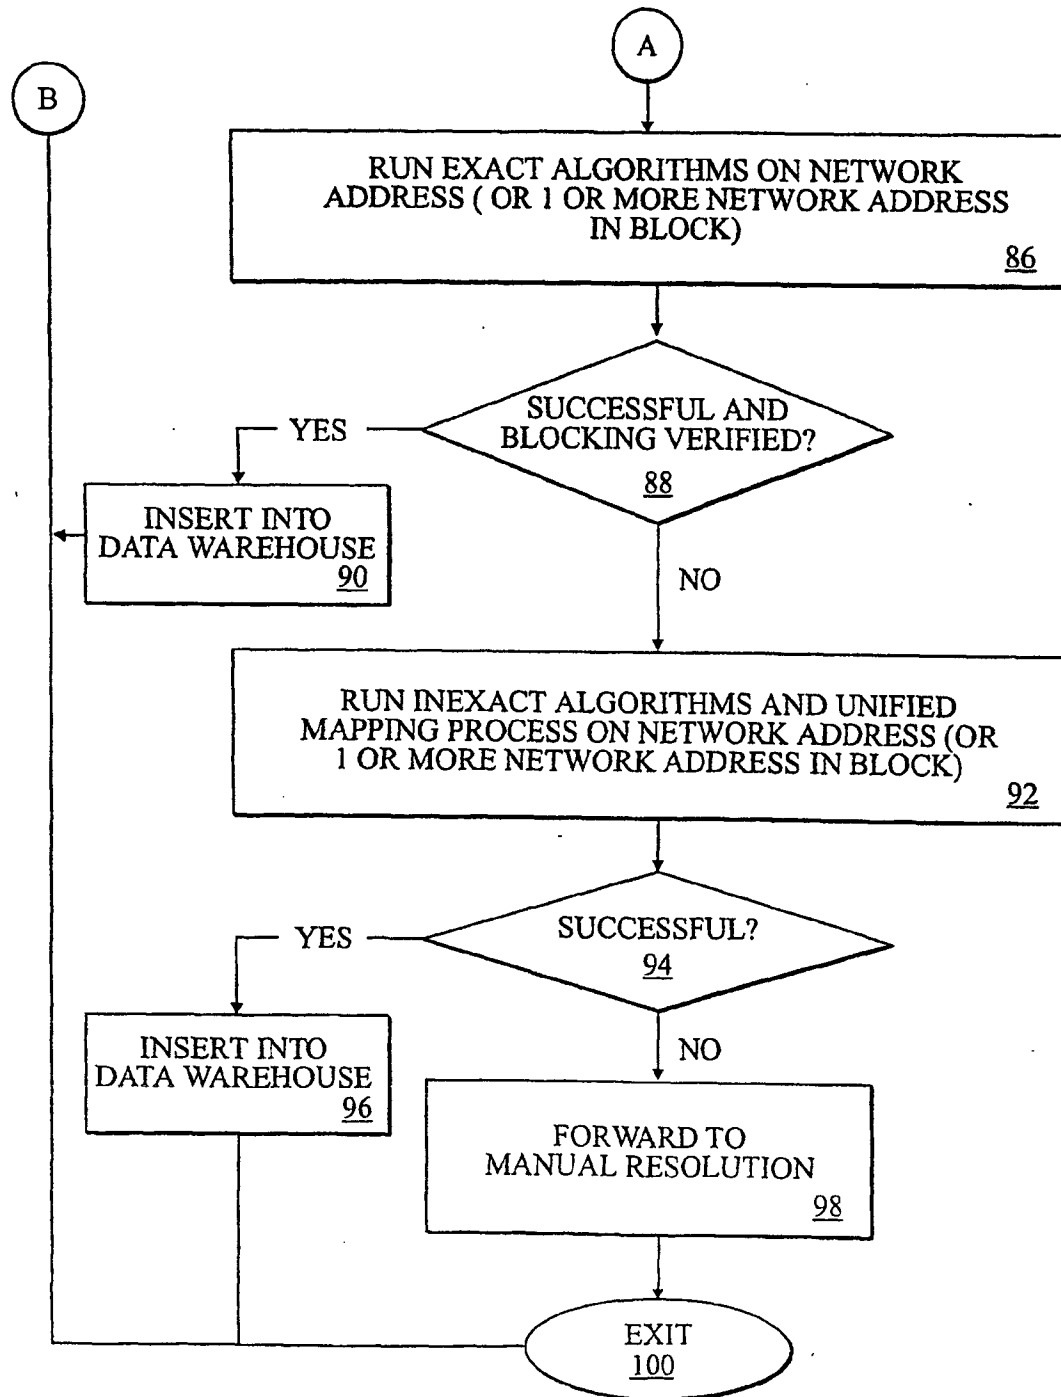 A
B
RUN EXACT ALGORITHMS ON NETWORK
ADDRESS ( OR 1 OR MORE NETWORK ADDRESS
IN BLOCK)
86
SUCCESSFUL AND
BLOCKING VERIFIED?
88
YES
INSERT INTO
DATA WAREHOUSE
90
NO
RUN INEXACT ALGORITHMS AND UNIFIED
MAPPING PROCESS ON NETWORK ADDRESS (OR
1 OR MORE NETWORK ADDRESS IN BLOCK)
92
SUCCESSFUL?
94
YES
INSERT INTO
DATA WAREHOUSE
96
NO
FORWARD TO
MANUAL RESOLUTION
98
EXIT
100